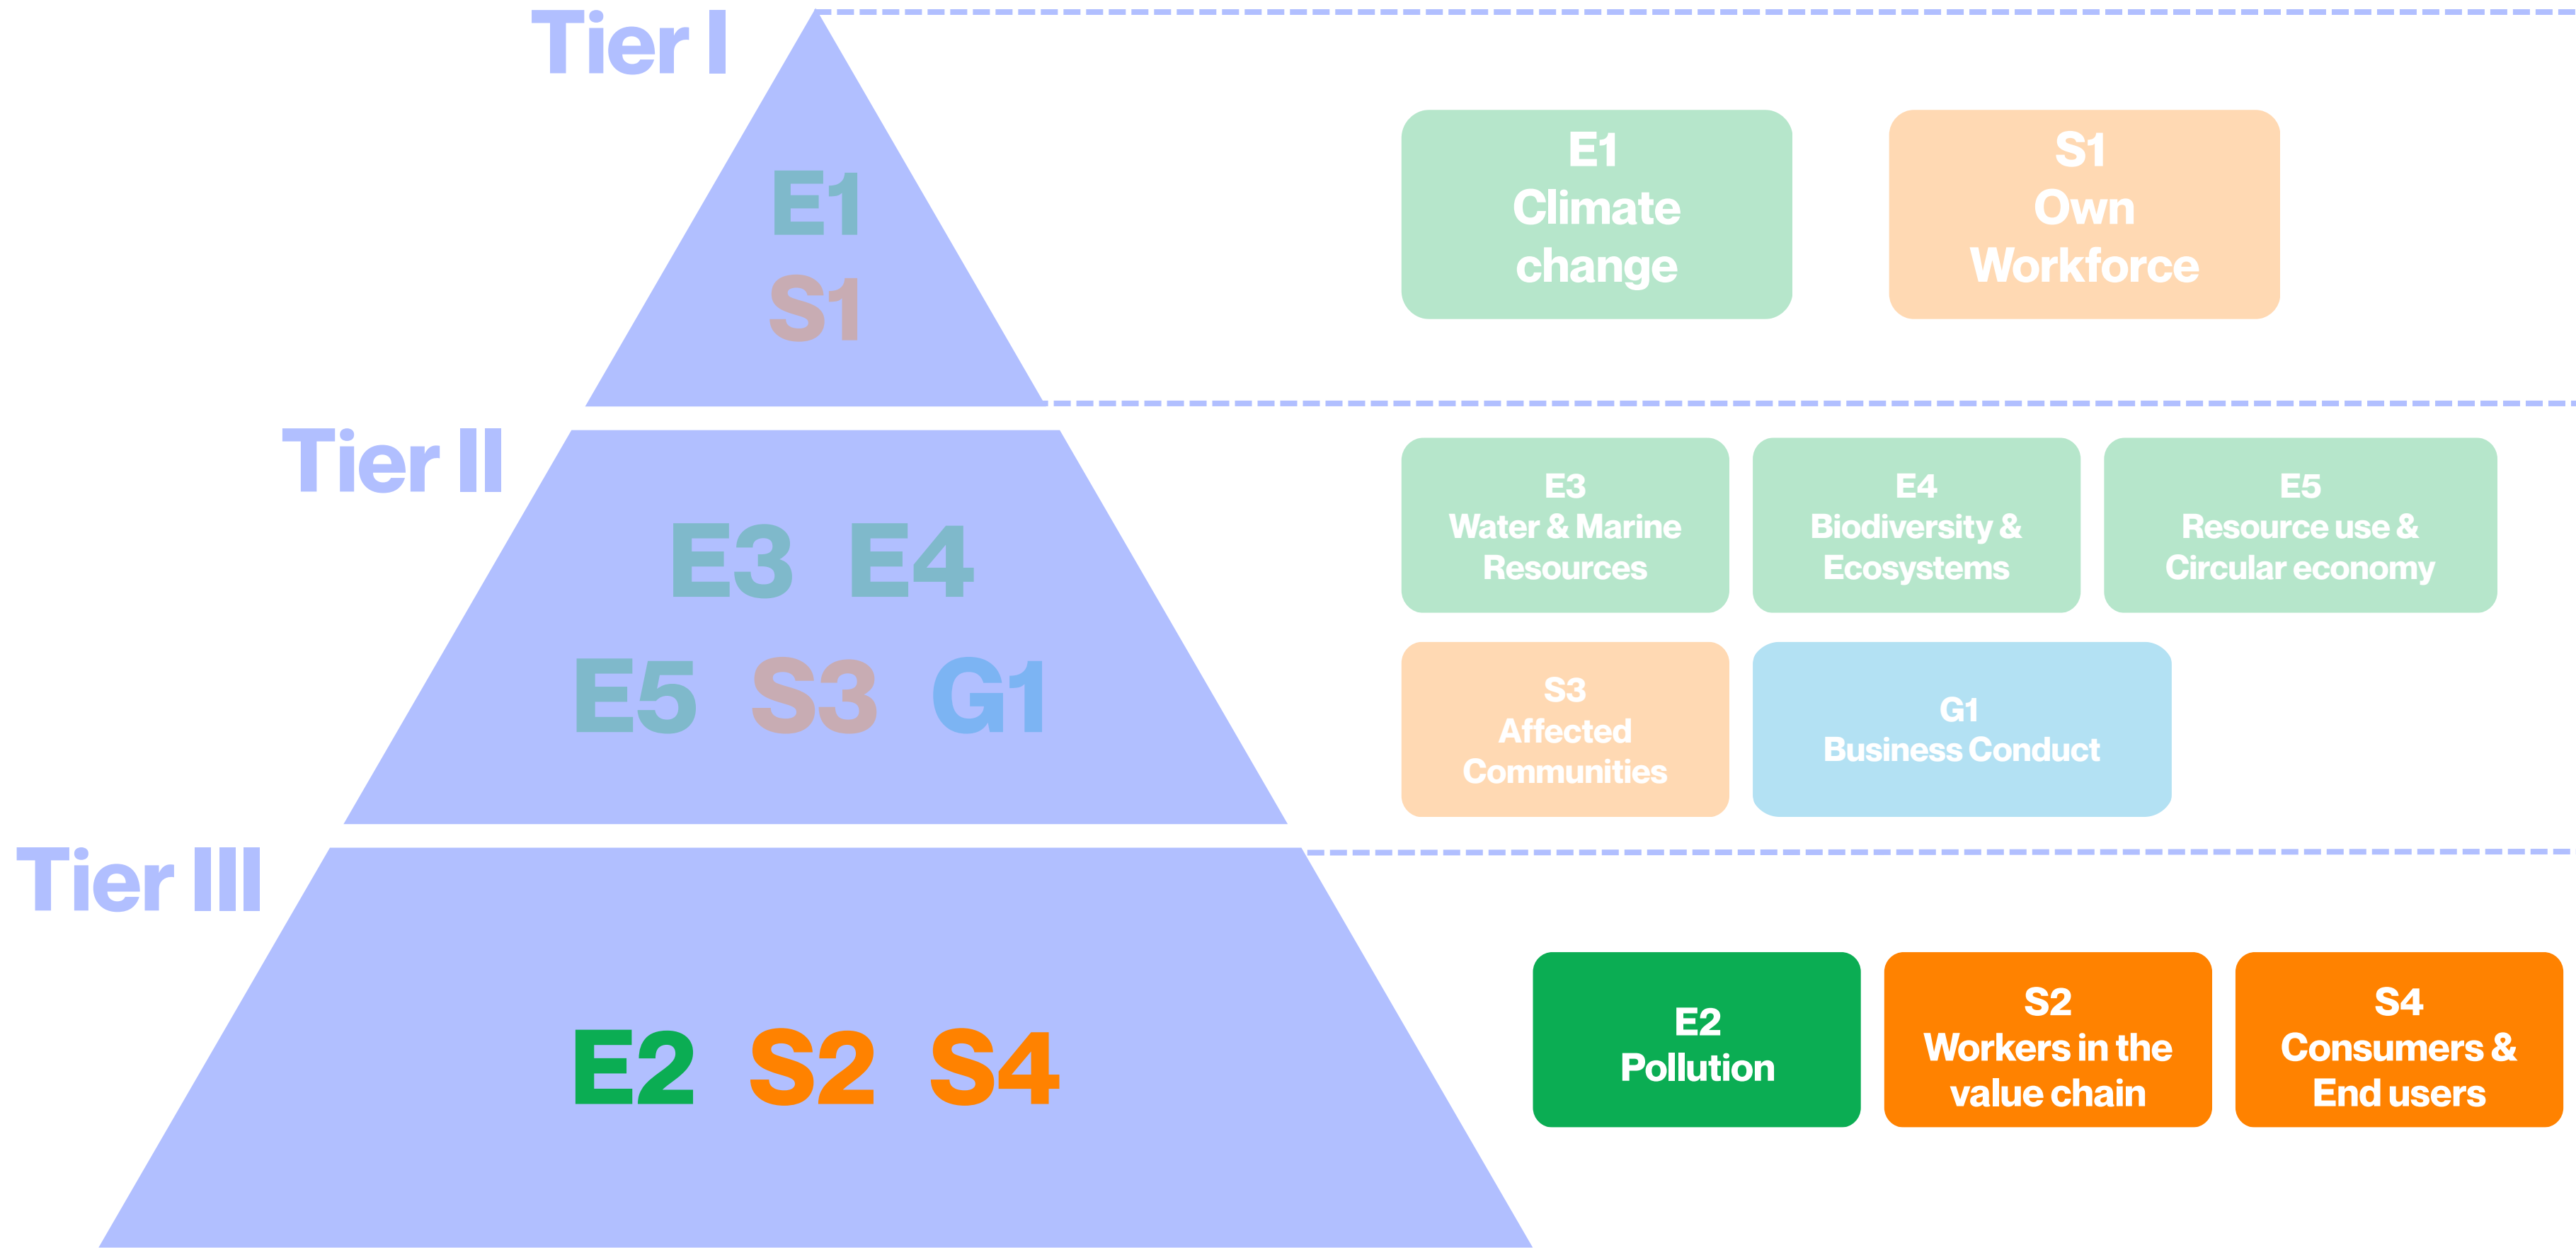 Tier I
E1
S1
E1
Climate
change
S1
Own
Workforce
Tier II
E3 E4
E5 S3 G1
E3
Water & Marine
Resources
E4
Biodiversity &
Ecosystems
E5
Resource use &
Circular economy
S3
Affected
Communities
G1
Business Conduct
Tier III
E2 S2 S4
E2
Pollution
S2
Workers in the
value chain
S4
Consumers &
End users